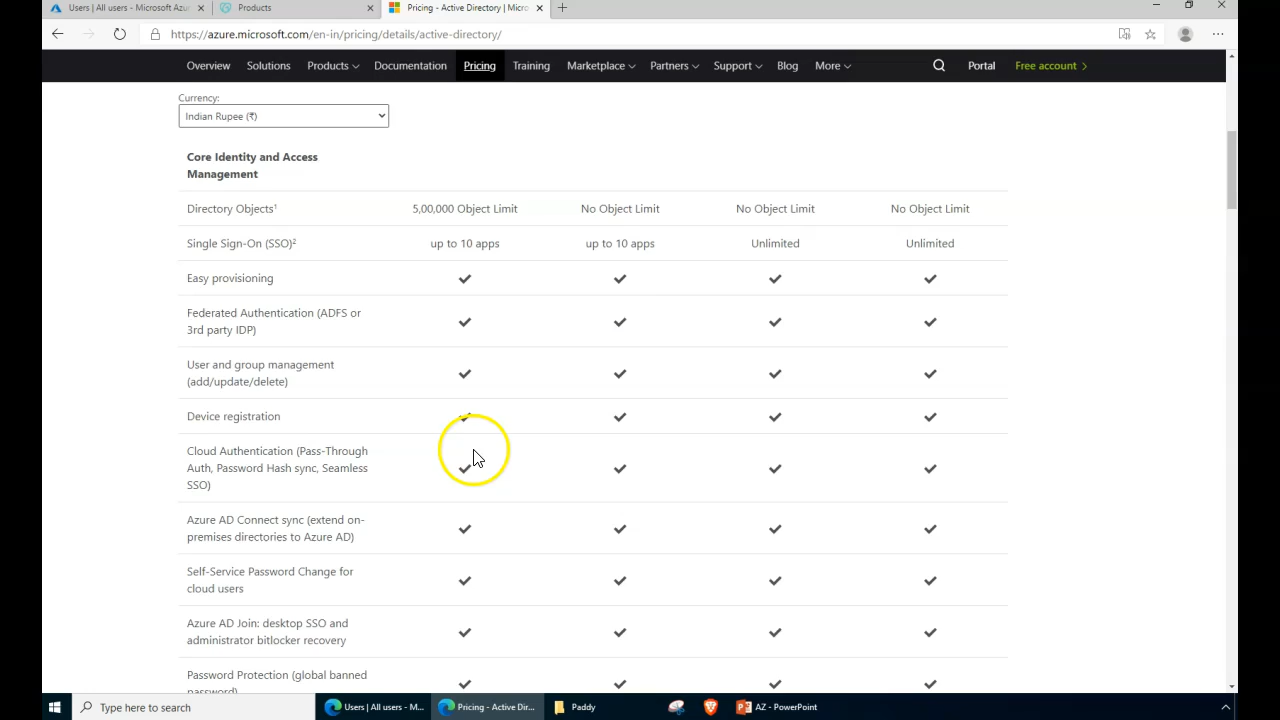 Users | All users - Microsoft Azur
Products
Pricing - Active Directory | Micro
https://azure.microsoft.com/en-in/pricing/details/active-directory/
Overview Solutions Products Documentation Pricing Training Marketplace Partners Support Blog More Portal Free account
Currency:
Indian Rupee (₹)
Core Identity and Access
Management
Directory Objects¹ 5,00,000 Object Limit No Object Limit No Object Limit No Object Limit
Single Sign-On (SSO)² up to 10 apps up to 10 apps Unlimited Unlimited
Easy provisioning
Federated Authentication (ADFS or
3rd party IDP)
User and group management
(add/update/delete)
Device registration
Cloud Authentication (Pass-Through
Auth, Password Hash sync, Seamless
SSO)
Azure AD Connect sync (extend on-
premises directories to Azure AD)
Self-Service Password Change for
cloud users
Azure AD Join: desktop SSO and
administrator bitlocker recovery
Password Protection (global banned
password)
Type here to search
Users | All users - M...
Pricing - Active Dir...
Paddy
AZ - PowerPoint